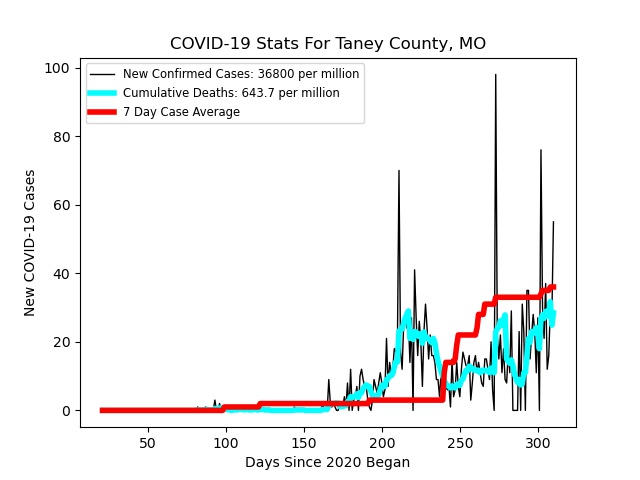 COVID-19 Stats For Taney County, MO
New Confirmed Cases: 36800 per million
Cumulative Deaths: 643.7 per million
7 Day Case Average
New COVID-19 Cases
100
80
60
40
20
0
50 100 150 200 250 300
Days Since 2020 Began